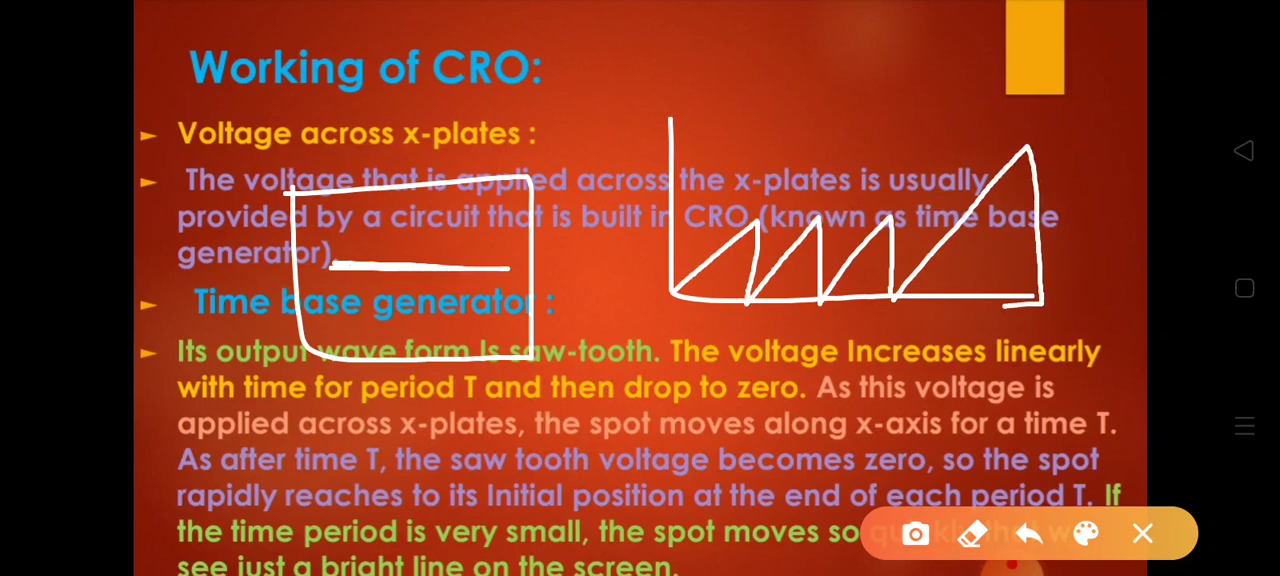 Working of CRO:
Voltage across x-plates :
The voltage that is applied across the x-plates is usually
provided by a circuit that is built in CRO (known as time base
generator).
Time base generator :
Its output wave form Is saw-tooth. The voltage Increases linearly
with time for period T and then drop to zero. As this voltage is
applied across x-plates, the spot moves along x-axis for a time T.
As after time T, the saw tooth voltage becomes zero, so the spot
rapidly reaches to its Initial position at the end of each period T. If
the time period is very small, the spot moves so quickly that we
see just a bright line on the screen.